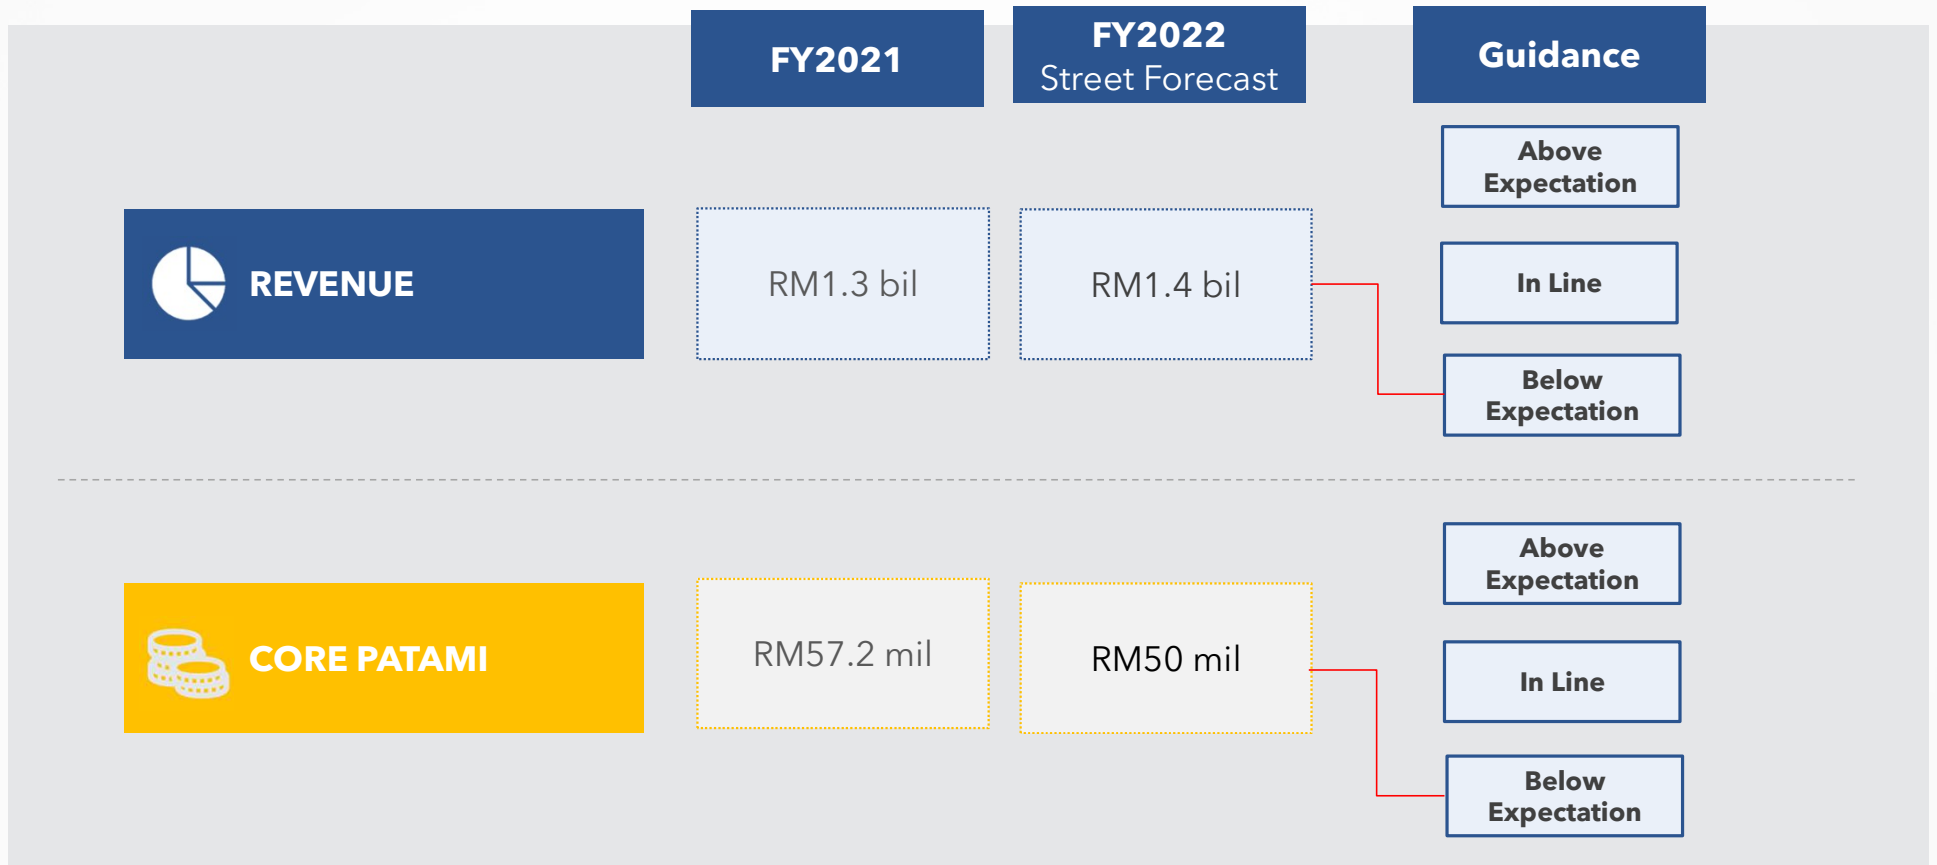 FY2021
FY2022
Street Forecast
Guidance
REVENUE
RM1.3 bil
RM1.4 bil
Above
Expectation
In Line
Below
Expectation
CORE PATAMI
RM57.2 mil
RM50 mil
Above
Expectation
In Line
Below
Expectation